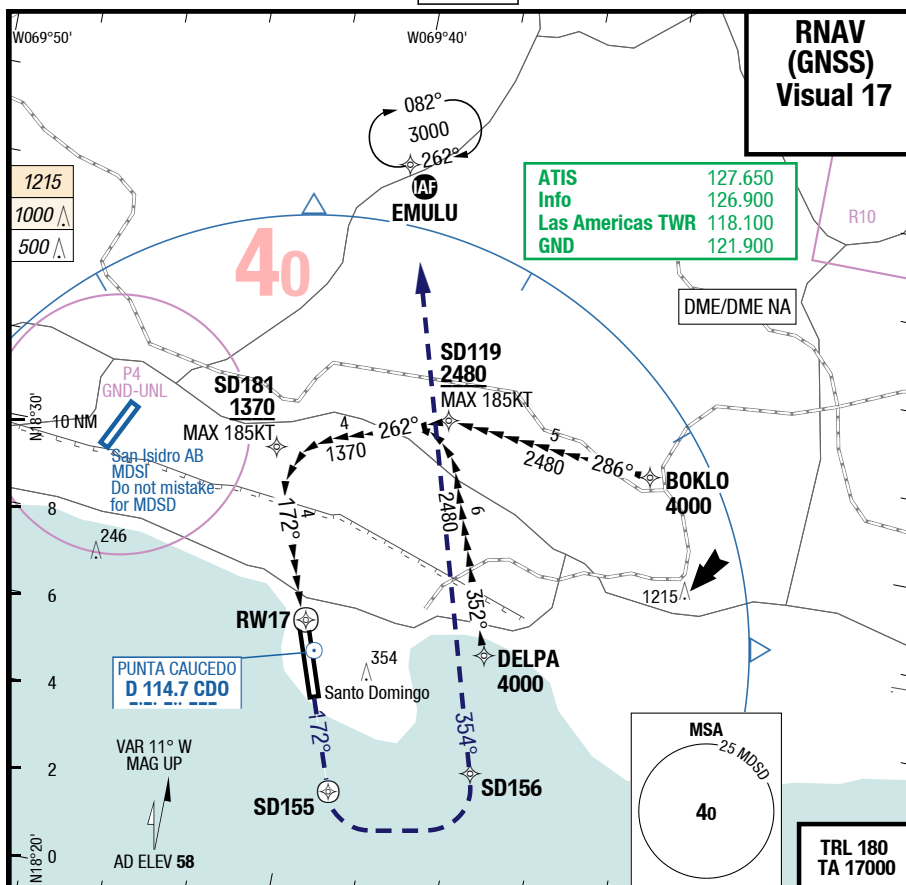 W069°50'
W069°40'
RNAV
(GNSS)
Visual 17
082°
3000
262°
IAF
EMULU
1215
1000
500
ATIS 127.650
Info 126.900
Las Americas TWR 118.100
GND 121.900
R10
40
DME/DME NA
P4
GND-UNL
SD181
1370
MAX 185KT
SD119
2480
MAX 185KT
N18°30'
10 NM
4
262°
1370
5
2480
286°
BOKLO
4000
San Isidro AB
MDSI
Do not mistake
for MDSD
8
172°
4
2480
6
246
6
1215
352°
RW17
DELPA
4000
PUNTA CAUCEDO
D 114.7 CDO
354
Santo Domingo
4
172°
354°
VAR 11° W
MAG UP
MSA
25 MDSD
40
2
SD155
SD156
N18°20'
0
AD ELEV 58
TRL 180
TA 17000